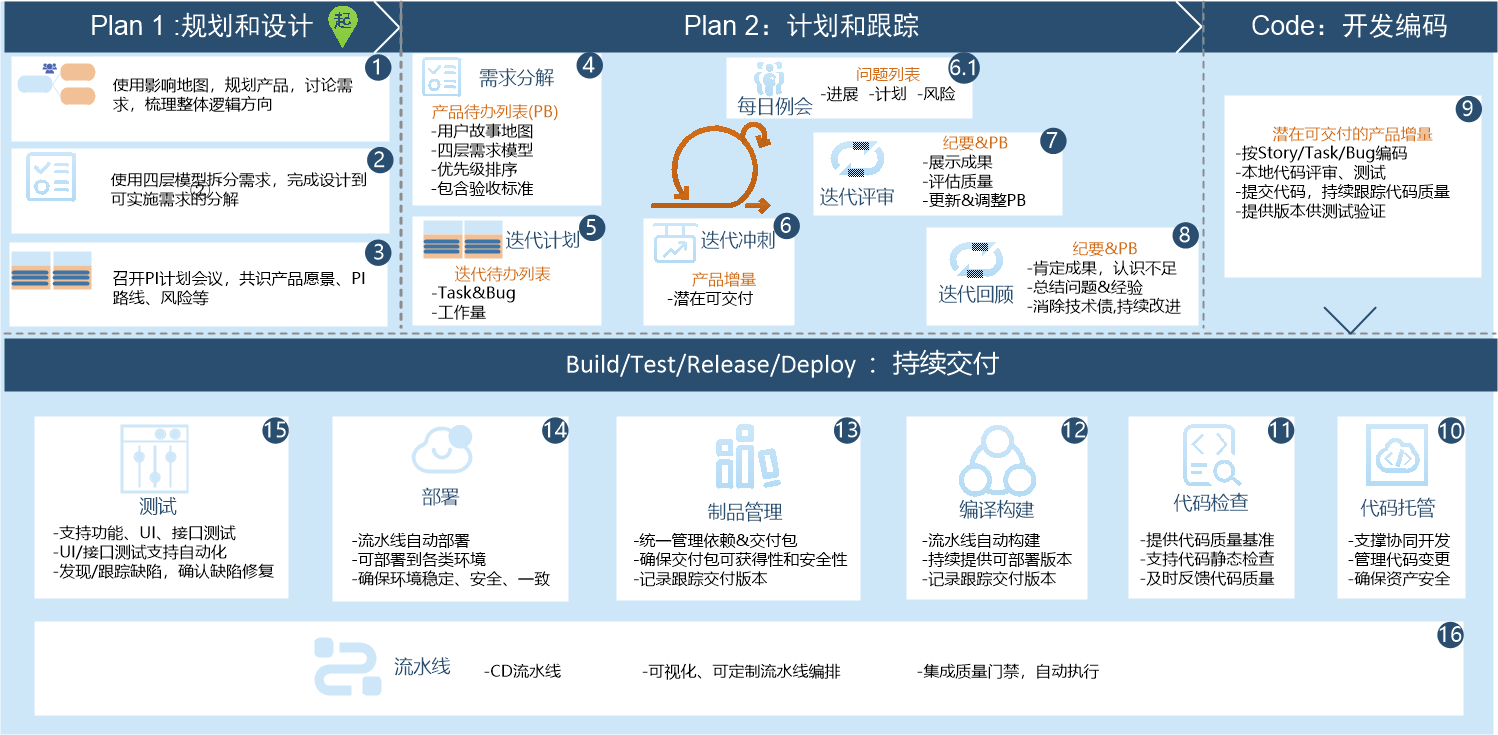 Plan 1 :规划和设计
起
Plan 2：计划和跟踪
Code：开发编码
1
使用影响地图，规划产品，讨论需
求，梳理整体逻辑方向
2
使用四层模型拆分需求，完成设计到
可实施需求的分解
②
3
召开PI计划会议，共识产品愿景、PI
路线、风险等
4
需求分解
产品待办列表(PB)
-用户故事地图
-四层需求模型
-优先级排序
-包含验收标准
5
迭代计划
迭代待办列表
-Task&Bug
-工作量
6.1
每日例会
问题列表
-进展 -计划 -风险
6
迭代冲刺
产品增量
-潜在可交付
7
迭代评审
纪要&PB
-展示成果
-评估质量
-更新&调整PB
8
迭代回顾
纪要&PB
-肯定成果，认识不足
-总结问题&经验
-消除技术债,持续改进
9
潜在可交付的产品增量
-按Story/Task/Bug编码
-本地代码评审、测试
-提交代码，持续跟踪代码质量
-提供版本供测试验证
Build/Test/Release/Deploy ：持续交付
15
测试
-支持功能、UI、接口测试
-UI/接口测试支持自动化
-发现/跟踪缺陷，确认缺陷修复
14
部署
-流水线自动部署
-可部署到各类环境
-确保环境稳定、安全、一致
13
制品管理
-统一管理依赖&交付包
-确保交付包可获得性和安全性
-记录跟踪交付版本
12
编译构建
-流水线自动构建
-持续提供可部署版本
-记录跟踪交付版本
11
代码检查
-提供代码质量基准
-支持代码静态检查
-及时反馈代码质量
10
代码托管
-支撑协同开发
-管理代码变更
-确保资产安全
16
流水线
-CD流水线
-可视化、可定制流水线编排
-集成质量门禁，自动执行